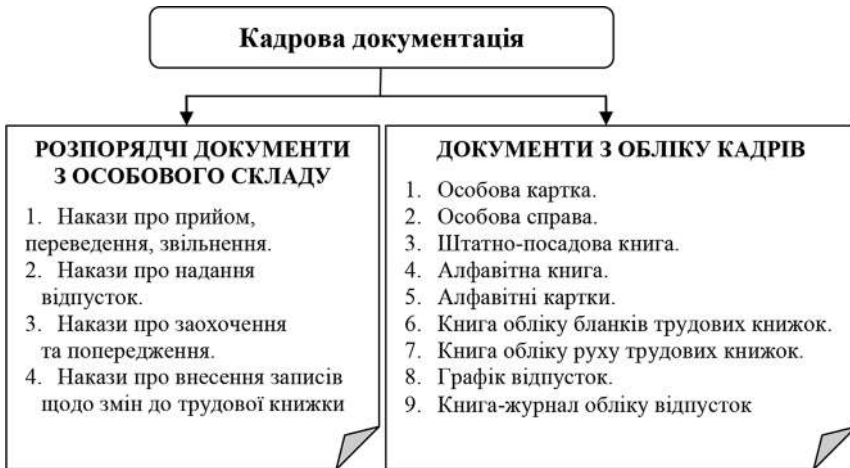 Кадрова документація
РОЗПОРЯДЧІ ДОКУМЕНТИ
З ОСОБОВОГО СКЛАДУ
1. Накази про прийом,
переведення, звільнення.
2. Накази про надання
відпусток.
3. Накази про заохочення
та попередження.
4. Накази про внесення записів
щодо змін до трудової книжки
ДОКУМЕНТИ З ОБЛІКУ КАДРІВ
1. Особова картка.
2. Особова справа.
3. Штатно-посадова книга.
4. Алфавітна книга.
5. Алфавітні картки.
6. Книга обліку бланків трудових книжок.
7. Книга обліку руху трудових книжок.
8. Графік відпусток.
9. Книга-журнал обліку відпусток